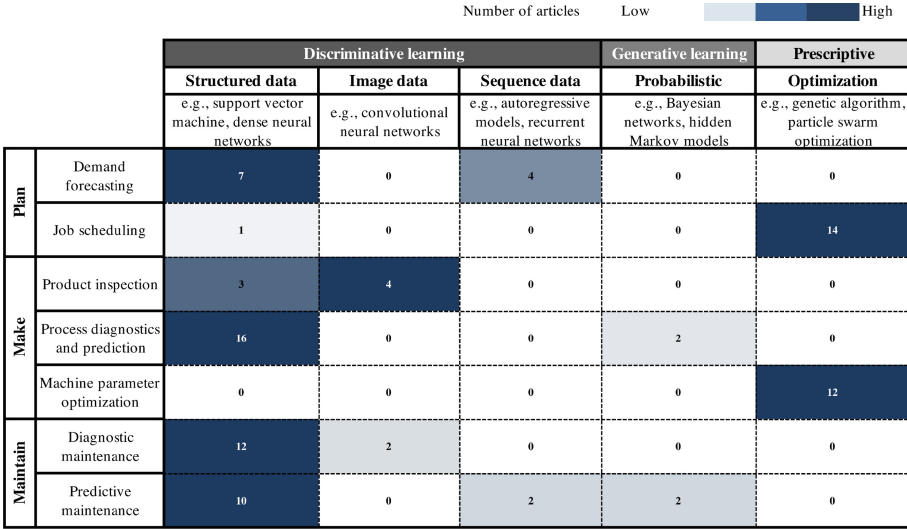 Number of articles Low High
Discriminative learning Generative learning Prescriptive
Structured data Image data Sequence data Probabilistic Optimization
e.g., support vector machine, dense neural networks
e.g., convolutional neural networks
e.g., autoregressive models, recurrent neural networks
e.g., Bayesian networks, hidden Markov models
e.g., genetic algorithm, particle swarm optimization
Plan
Demand forecasting 7 0 4 0 0
Job scheduling 1 0 0 0 14
Make
Product inspection 3 4 0 0 0
Process diagnostics and prediction 16 0 0 2 0
Machine parameter optimization 0 0 0 0 12
Maintain
Diagnostic maintenance 12 2 0 0 0
Predictive maintenance 10 0 2 2 0